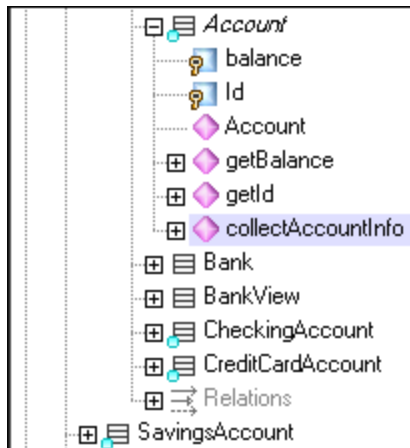 Account
balance
Id
Account
getBalance
getId
collectAccountInfo
Bank
BankView
CheckingAccount
CreditCardAccount
Relations
SavingsAccount